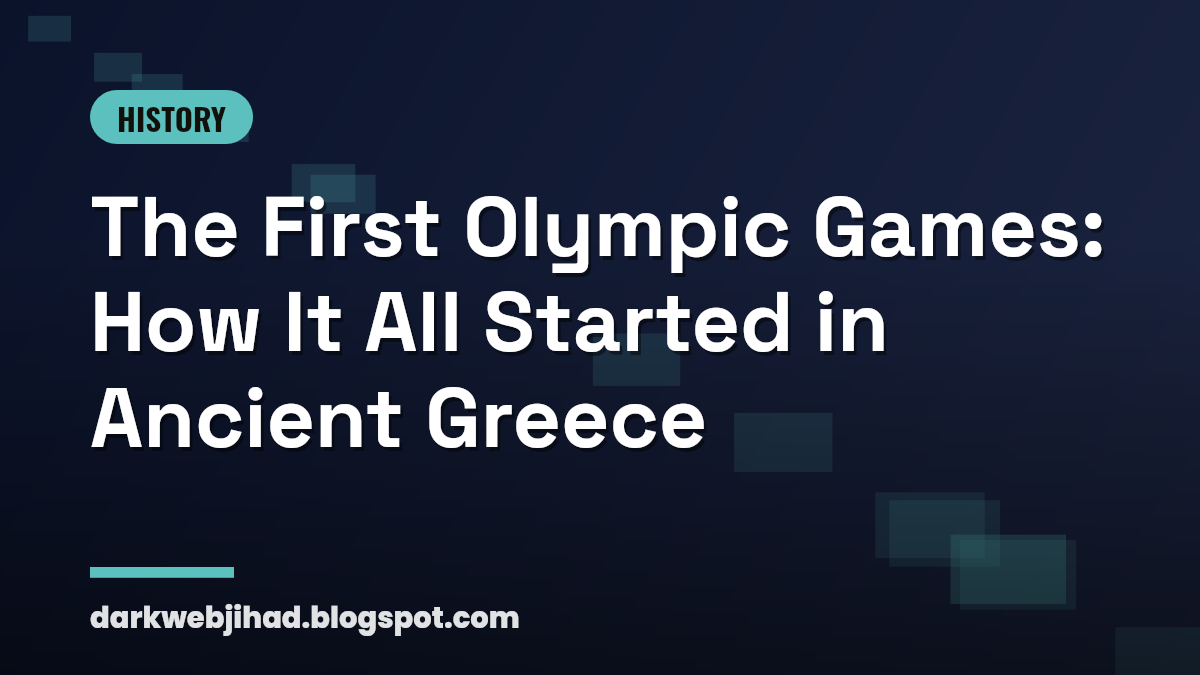 HISTORY
The First Olympic Games:
How It All Started in
Ancient Greece
darkwebjihad.blogspot.com